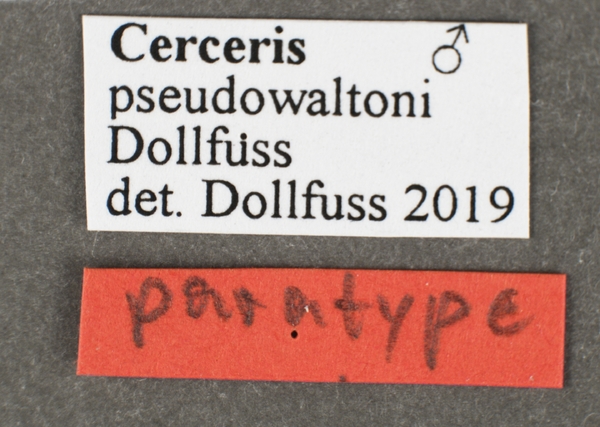 Cerceris ♂
pseudowaltoni
Dollfuss
det. Dollfuss 2019
paratype